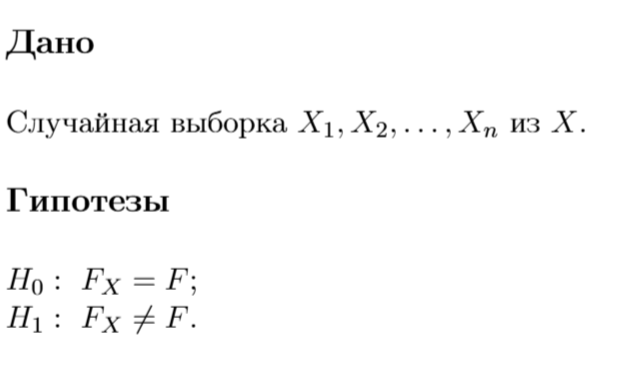 Дано
Случайная выборка X₁, X₂, . . . , Xₙ из X.
Гипотезы
H₀ : F_X = F;
H₁ : F_X ≠ F.